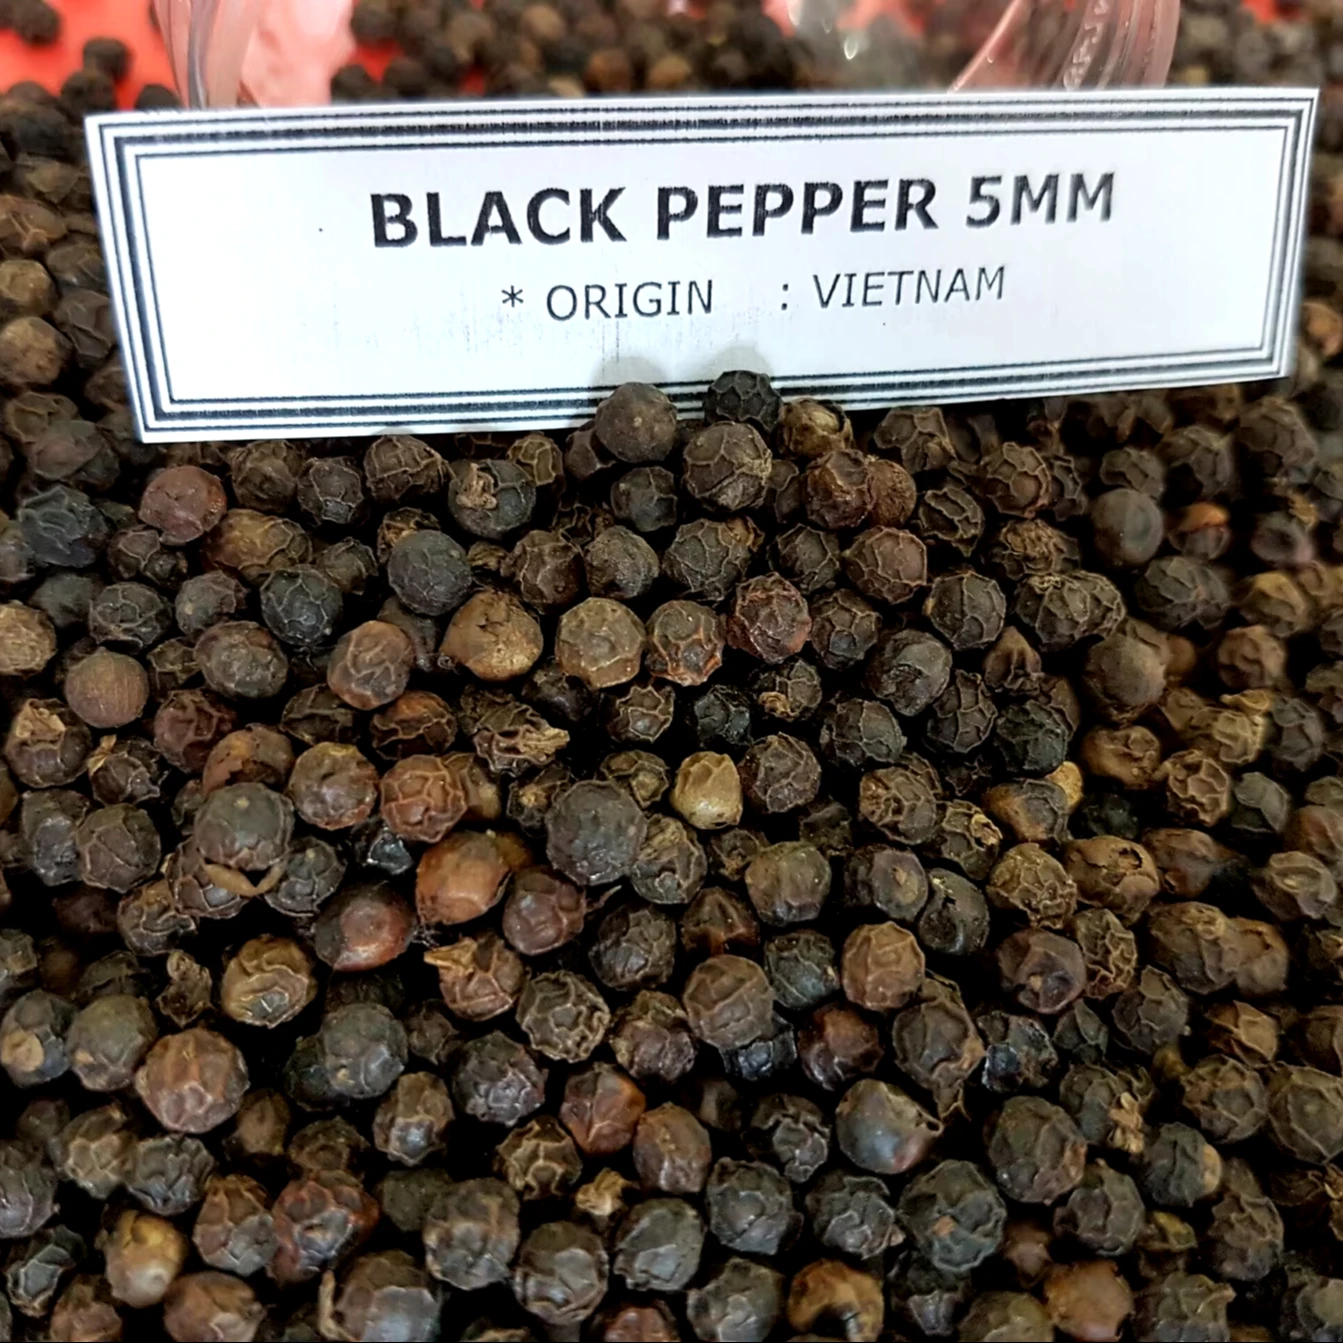 BLACK PEPPER 5MM
* ORIGIN : VIETNAM